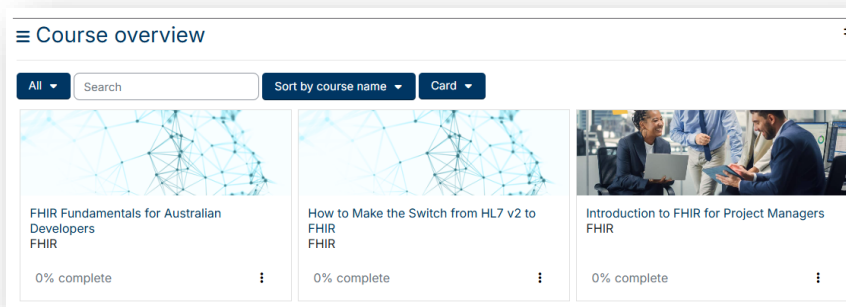 Course overview
All
Search
Sort by course name
Card
FHIR Fundamentals for Australian
Developers
FHIR
0% complete
How to Make the Switch from HL7 v2 to
FHIR
FHIR
0% complete
Introduction to FHIR for Project Managers
FHIR
0% complete